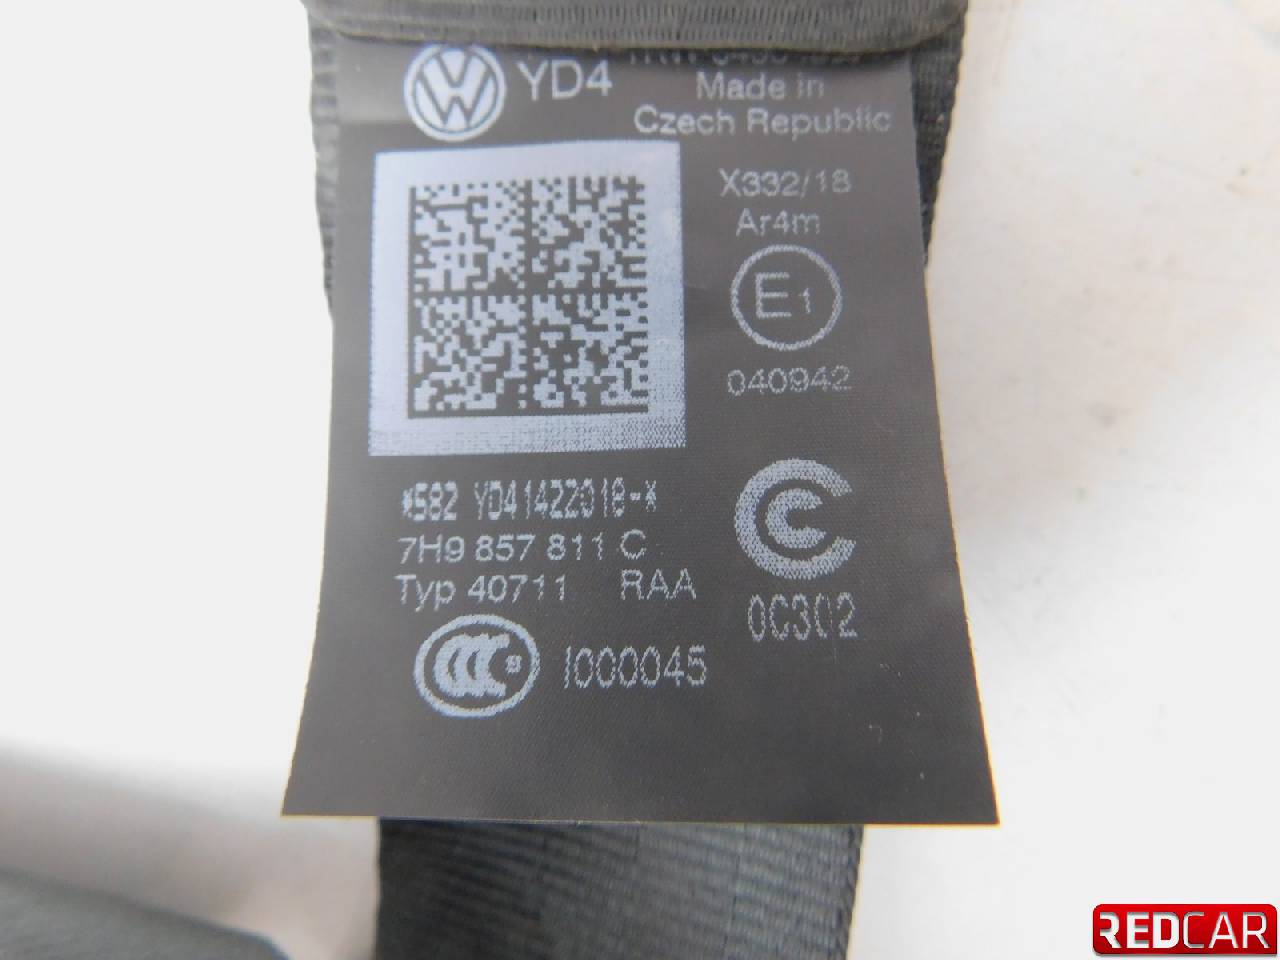 YD4
Made in
Czech Republic
X332/18
Ar4m
E1
040942
*582 YD41422018-*
7H9 857 811 C
Typ 40711 RAA
0C302
1000045
REDCAR